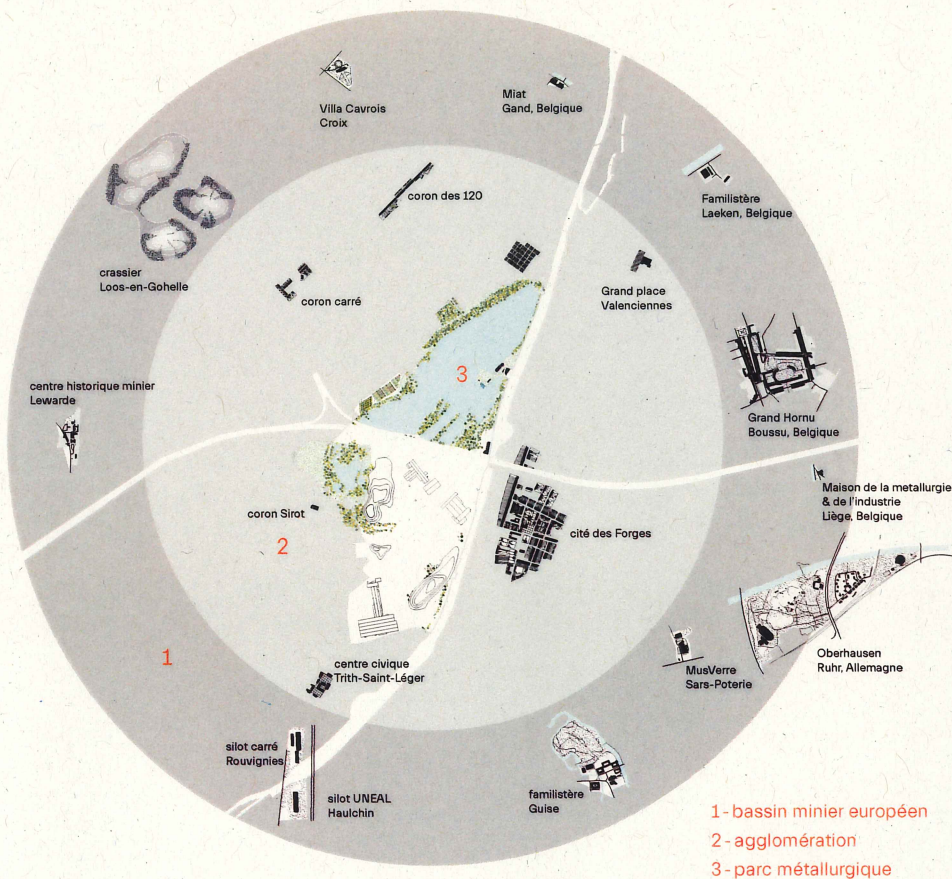 Villa Cavrois
Croix
Miat
Gand, Belgique
coron des 120
Familistère
Laeken, Belgique
crassier
Loos-en-Gohelle
coron carré
Grand place
Valenciennes
3
centre historique minier
Lewarde
Grand Hornu
Boussu, Belgique
Maison de la metallurgie
& de l'industrie
Liège, Belgique
coron Sirot
2
cité des Forges
1
centre civique
Trith-Saint-Léger
MusVerre
Sars-Poterie
Oberhausen
Ruhr, Allemagne
silot carré
Rouvignies
silot UNEAL
Haulchin
familistère
Guise
1 - bassin minier européen
2 - agglomération
3 - parc métallurgique